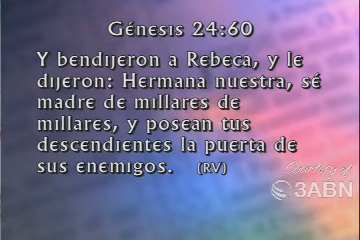 Génesis 24:60
Y bendijeron a Rebeca, y le
dijeron: Hermana nuestra, sé
madre de millares de
millares, y posean tus
descendientes la puerta de
sus enemigos. (RV)
Courtesy of
3ABN